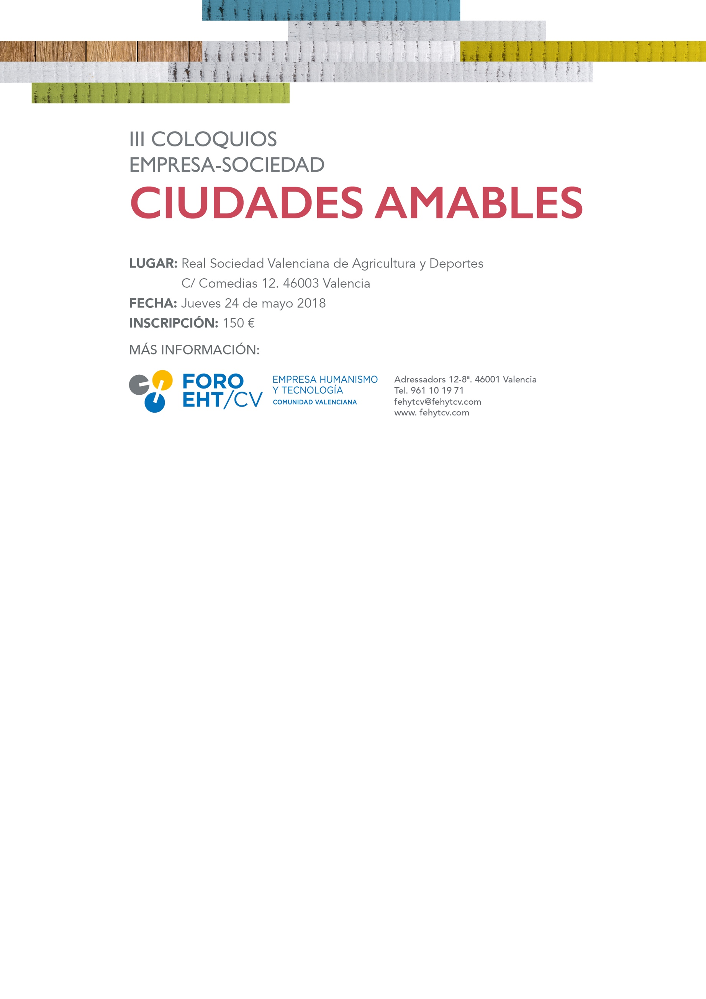 III COLOQUIOS
EMPRESA-SOCIEDAD
CIUDADES AMABLES
LUGAR: Real Sociedad Valenciana de Agricultura y Deportes
C/ Comedias 12. 46003 Valencia
FECHA: Jueves 24 de mayo 2018
INSCRIPCIÓN: 150 €
MÁS INFORMACIÓN:
FORO
EHT/CV
EMPRESA HUMANISMO
Y TECNOLOGÍA
COMUNIDAD VALENCIANA
Adressadors 12-8ª. 46001 Valencia
Tel. 961 10 19 71
fehytcv@fehytcv.com
www. fehytcv.com